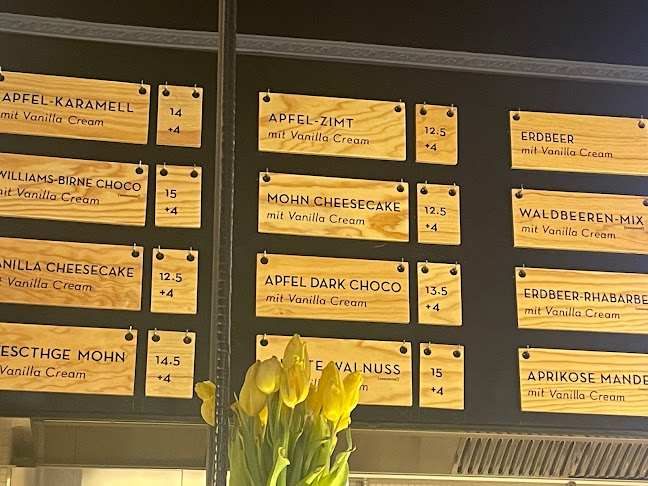 APFEL-KARAMELL
mit Vanilla Cream
14
+4
WILLIAMS-BIRNE CHOCO
mit Vanilla Cream
15
+4
ANILLA CHEESECAKE
mit Vanilla Cream
12.5
+4
ESCTHGE MOHN
Vanilla Cream
14.5
+4
APFEL-ZIMT
mit Vanilla Cream
12.5
+4
MOHN CHEESECAKE
mit Vanilla Cream
12.5
+4
APFEL DARK CHOCO
mit Vanilla Cream
13.5
+4
WALNUSS
15
+4
ERDBEER
mit Vanilla Cream
WALDBEEREN-MIX
mit Vanilla Cream
ERDBEER-RHABARBE
mit Vanilla Cream
APRIKOSE MANDE
mit Vanilla Cream